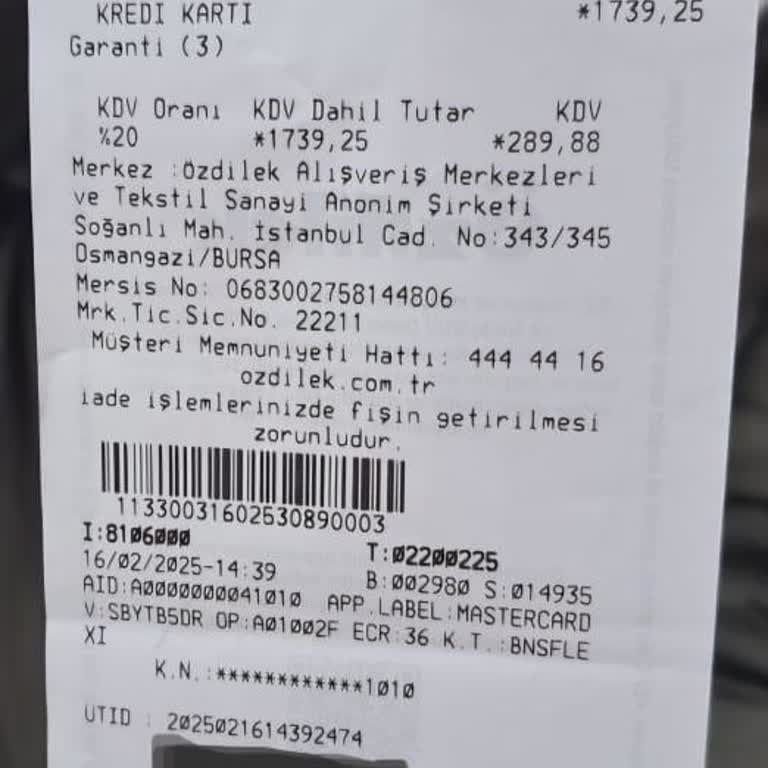 KREDİ KARTI *1739,25
Garanti (3)
KDV Oranı KDV Dahil Tutar KDV
%20 *1739,25 *289,88
Merkez :Özdilek Alışveriş Merkezleri
ve Tekstil Sanayi Anonim Şirketi
Soğanlı Mah. İstanbul Cad. No:343/345
Osmangazi/BURSA
Mersis No: 0683002758144806
Mrk.Tic.Sic.No. 22211
Müşteri Memnuniyeti Hattı: 444 44 16
ozdilek.com.tr
iade işlemlerinizde fişin getirilmesi
zorunludur.
11330031602530890003
I:8106000 T:02200225
16/02/2025-14:39 B:002980 S:014935
AID:A0000000041010 APP.LABEL:MASTERCARD
V:SBYTB5DR OP:A01002F ECR:36 K.T.:BNSFLE
XI
K.N.:************1010
UTID : 2025021614392474